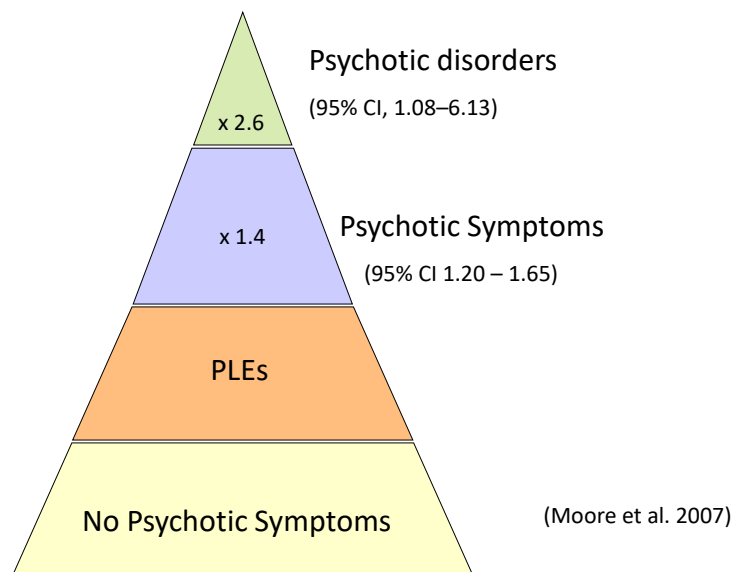 Psychotic disorders
(95% CI, 1.08–6.13)
x 2.6
Psychotic Symptoms
x 1.4
(95% CI 1.20 – 1.65)
PLEs
No Psychotic Symptoms
(Moore et al. 2007)